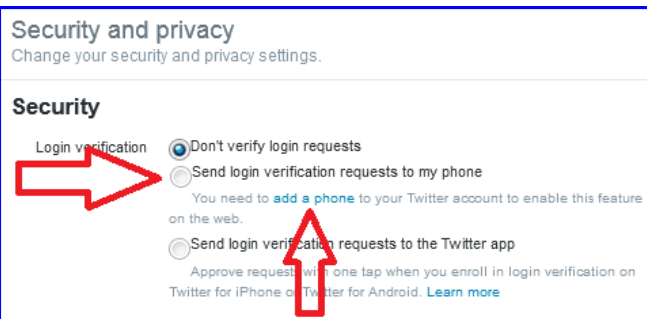 Security and privacy
Change your security and privacy settings.
Security
Login verification
Don't verify login requests
Send login verification requests to my phone
You need to add a phone to your Twitter account to enable this feature
on the web.
Send login verification requests to the Twitter app
Approve requests with one tap when you enroll in login verification on
Twitter for iPhone or Twitter for Android. Learn more